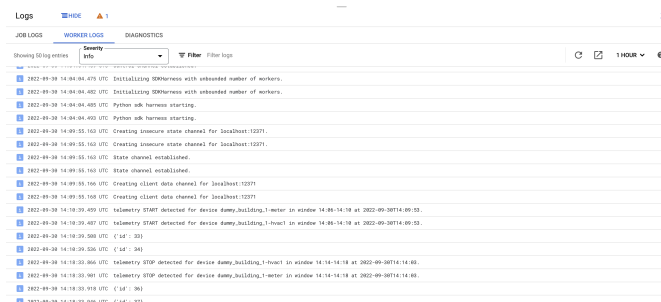 Logs HIDE 1
JOB LOGS WORKER LOGS DIAGNOSTICS
Showing 50 log entries Severity Info Filter Filter logs 1 HOUR
2022-09-30 14:04:04.475 UTC Initializing SDKHarness with unbounded number of workers.
2022-09-30 14:04:04.482 UTC Initializing SDKHarness with unbounded number of workers.
2022-09-30 14:04:04.485 UTC Python sdk harness starting.
2022-09-30 14:04:04.493 UTC Python sdk harness starting.
2022-09-30 14:09:55.163 UTC Creating insecure state channel for localhost:12371.
2022-09-30 14:09:55.163 UTC Creating insecure state channel for localhost:12371.
2022-09-30 14:09:55.163 UTC State channel established.
2022-09-30 14:09:55.163 UTC State channel established.
2022-09-30 14:09:55.166 UTC Creating client data channel for localhost:12371
2022-09-30 14:09:55.168 UTC Creating client data channel for localhost:12371
2022-09-30 14:10:39.459 UTC telemetry START detected for device dummy_building_1-meter in window 14:06-14:10 at 2022-09-30T14:09:53.
2022-09-30 14:10:39.487 UTC telemetry START detected for device dummy_building_1-hvac1 in window 14:06-14:10 at 2022-09-30T14:09:53.
2022-09-30 14:10:39.508 UTC {'id': 33}
2022-09-30 14:10:39.526 UTC {'id': 34}
2022-09-30 14:18:33.866 UTC telemetry STOP detected for device dummy_building_1-hvac1 in window 14:14-14:18 at 2022-09-30T14:14:03.
2022-09-30 14:18:33.901 UTC telemetry STOP detected for device dummy_building_1-meter in window 14:14-14:18 at 2022-09-30T14:14:03.
2022-09-30 14:18:33.918 UTC {'id': 36}